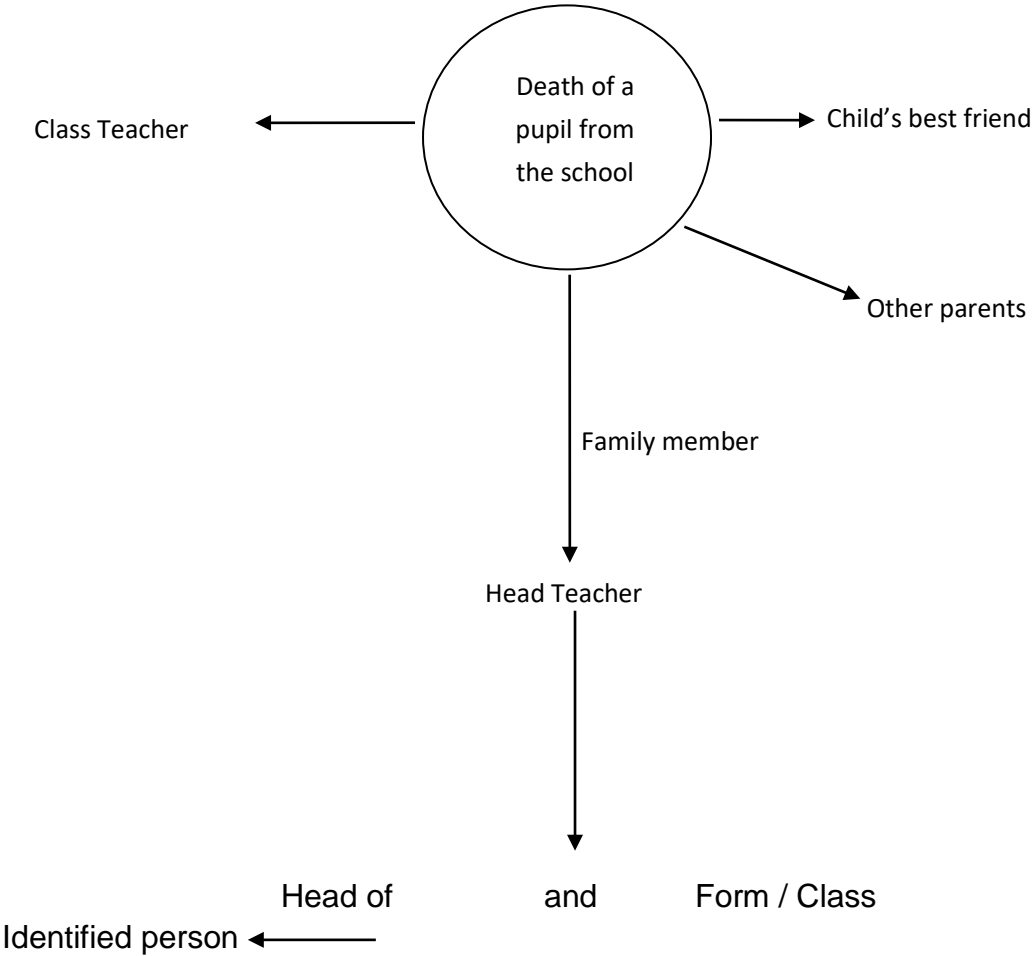 Death of a
pupil from
the school
Class Teacher
Child’s best friend
Other parents
Family member
Head Teacher
Head of and Form / Class
Identified person